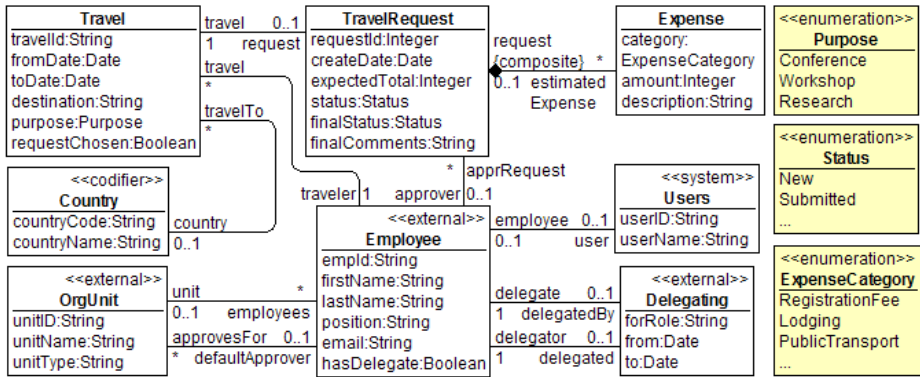 Travel
travelId:String
fromDate:Date
toDate:Date
destination:String
purpose:Purpose
requestChosen:Boolean
travel 0..1
1 request
travel
*
travelTo
*
TravelRequest
requestId:Integer
createDate:Date
expectedTotal:Integer
status:Status
finalStatus:Status
finalComments:String
request
{composite} *
0..1 estimated
Expense
Expense
category:
ExpenseCategory
amount:Integer
description:String
<<enumeration>>
Purpose
Conference
Workshop
Research
<<codifier>>
Country
countryCode:String
countryName:String
country
0..1
traveler 1
* apprRequest
approver 0..1
<<external>>
Employee
empId:String
firstName:String
lastName:String
position:String
email:String
hasDelegate:Boolean
employee 0..1
0..1 user
<<system>>
Users
userID:String
userName:String
<<enumeration>>
Status
New
Submitted
...
<<external>>
OrgUnit
unitID:String
unitName:String
unitType:String
unit *
0..1 employees
approvesFor 0..1
* defaultApprover
delegate 0..1
1 delegatedBy
delegator 0..1
1 delegated
<<external>>
Delegating
forRole:String
from:Date
to:Date
<<enumeration>>
ExpenseCategory
RegistrationFee
Lodging
PublicTransport
...